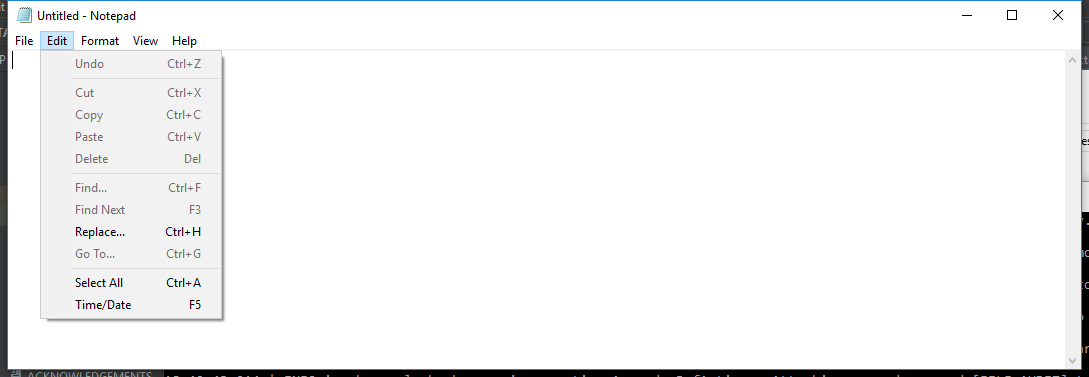 Untitled - Notepad
File Edit Format View Help
Undo Ctrl+Z
Cut Ctrl+X
Copy Ctrl+C
Paste Ctrl+V
Delete Del
Find... Ctrl+F
Find Next F3
Replace... Ctrl+H
Go To... Ctrl+G
Select All Ctrl+A
Time/Date F5
ACKNOWLEDGEMENTS